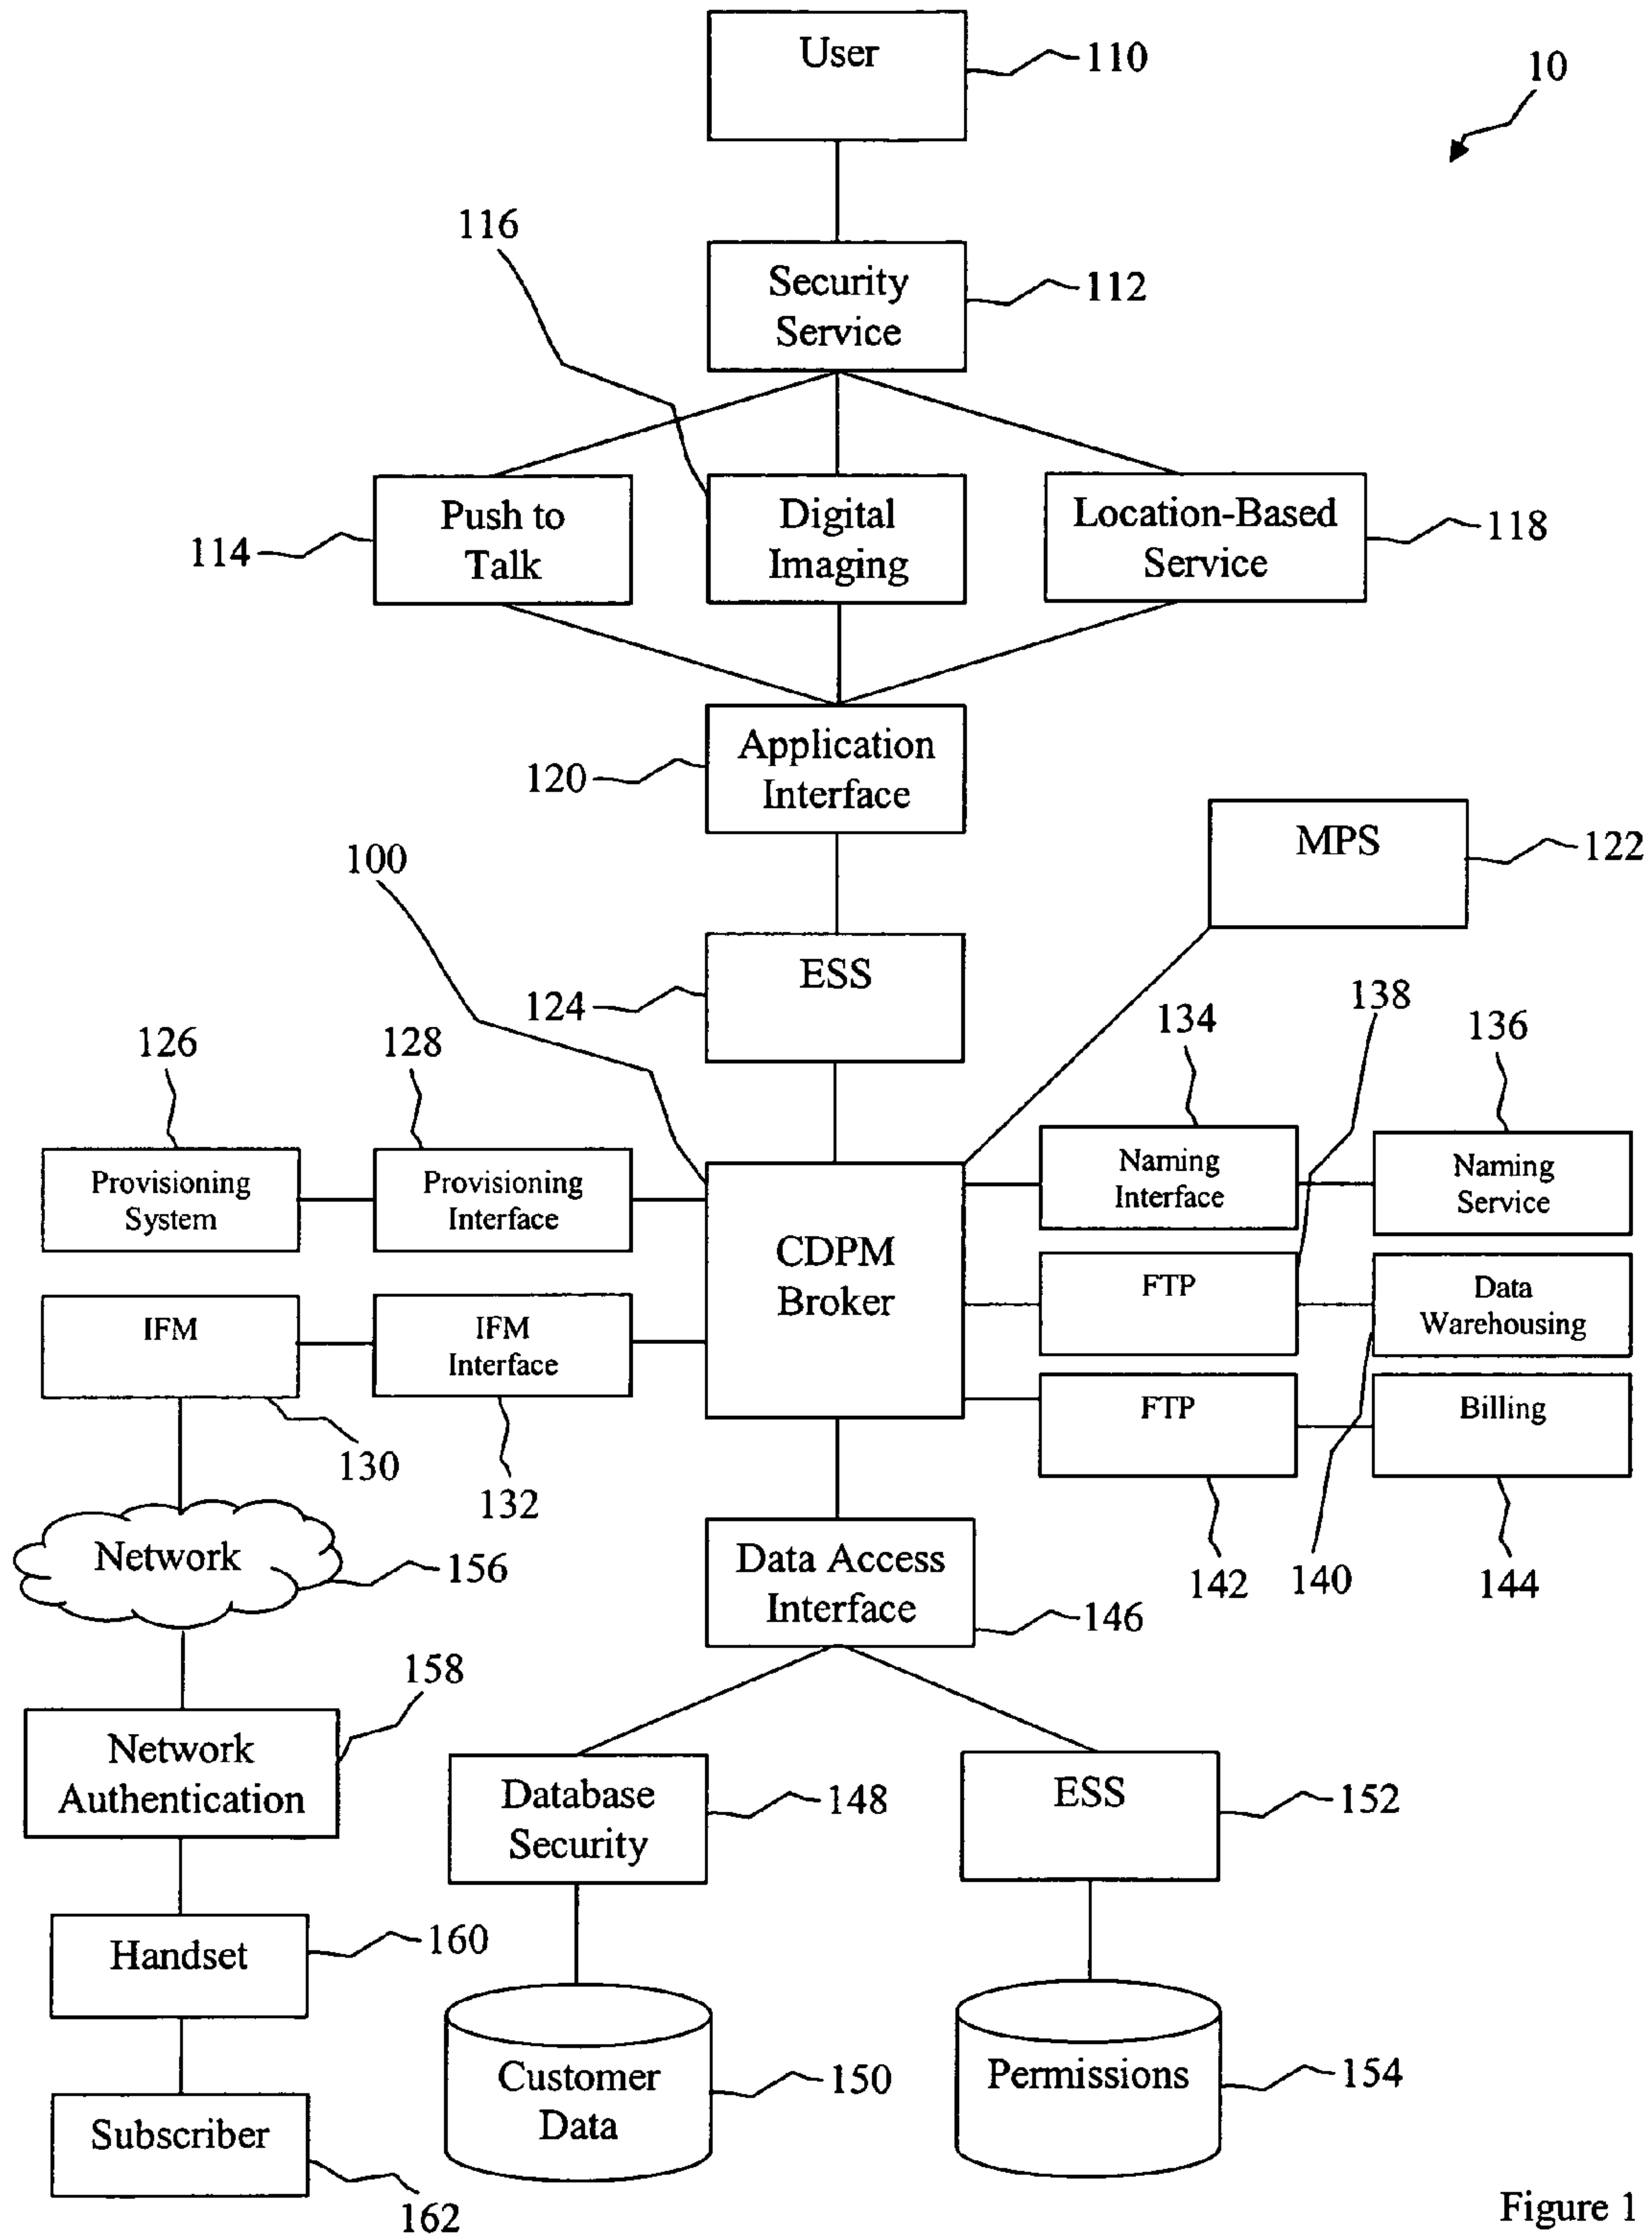 User
110
10
116
Security
Service
112
Push to
Talk
114
Digital
Imaging
Location-Based
Service
118
Application
Interface
120
MPS
122
100
ESS
124
138
134
136
126
128
Provisioning
System
Provisioning
Interface
CDPM
Broker
Naming
Interface
Naming
Service
FTP
Data
Warehousing
IFM
IFM
Interface
FTP
Billing
130
132
142
140
144
Network
156
Data Access
Interface
146
158
Network
Authentication
Database
Security
148
ESS
152
Handset
160
Customer
Data
150
Permissions
154
Subscriber
162
Figure 1